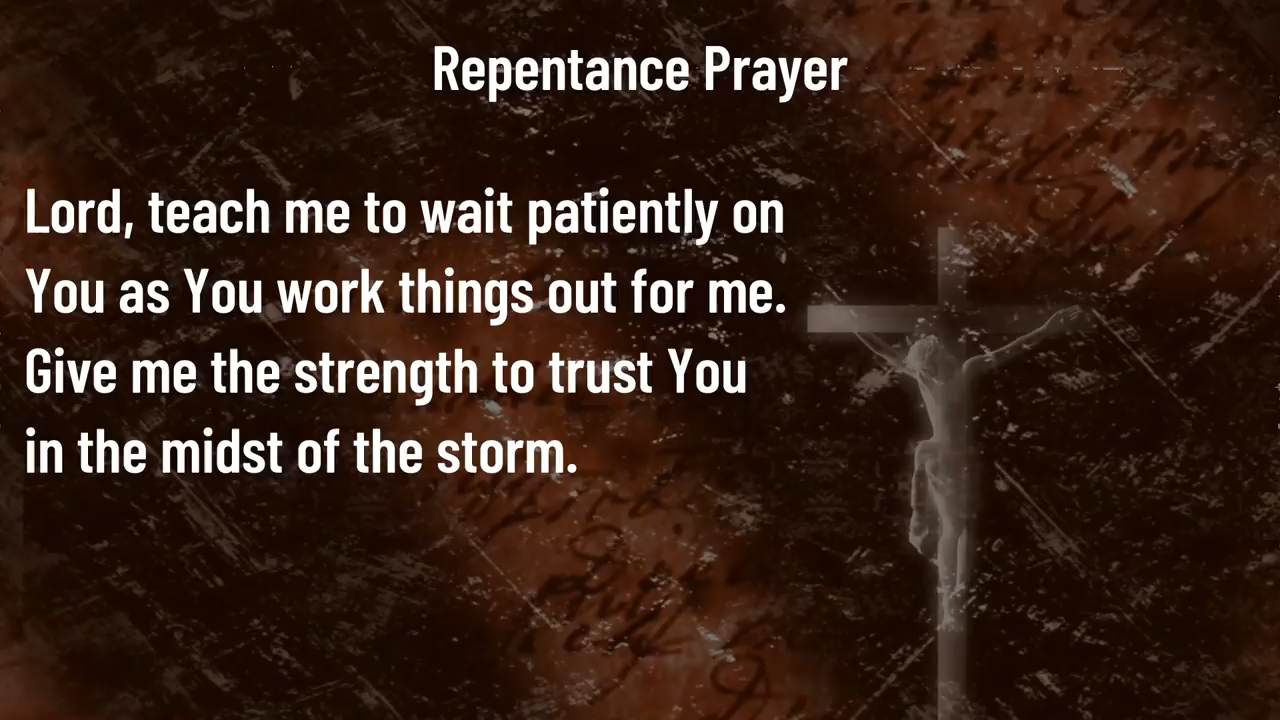 Repentance Prayer
Lord, teach me to wait patiently on
You as You work things out for me.
Give me the strength to trust You
in the midst of the storm.